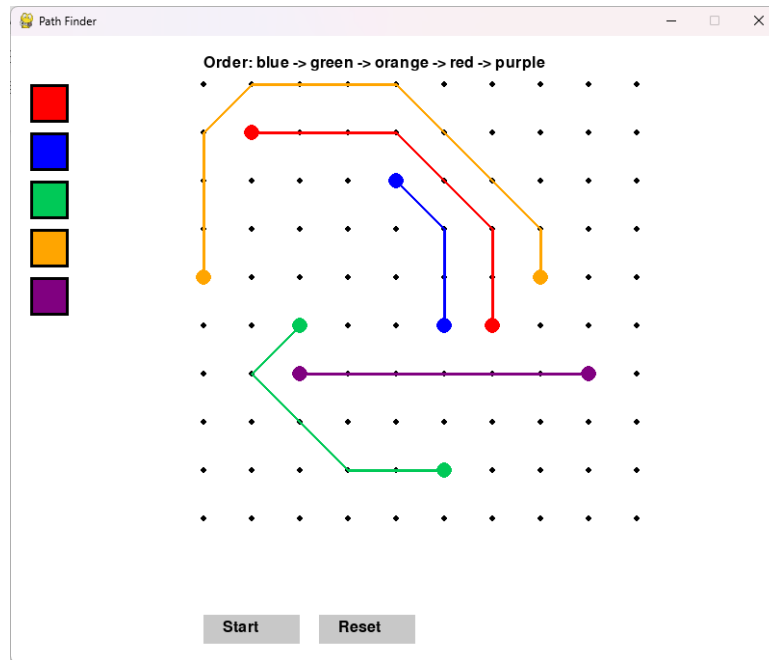 Path Finder
Order: blue -> green -> orange -> red -> purple
Start
Reset